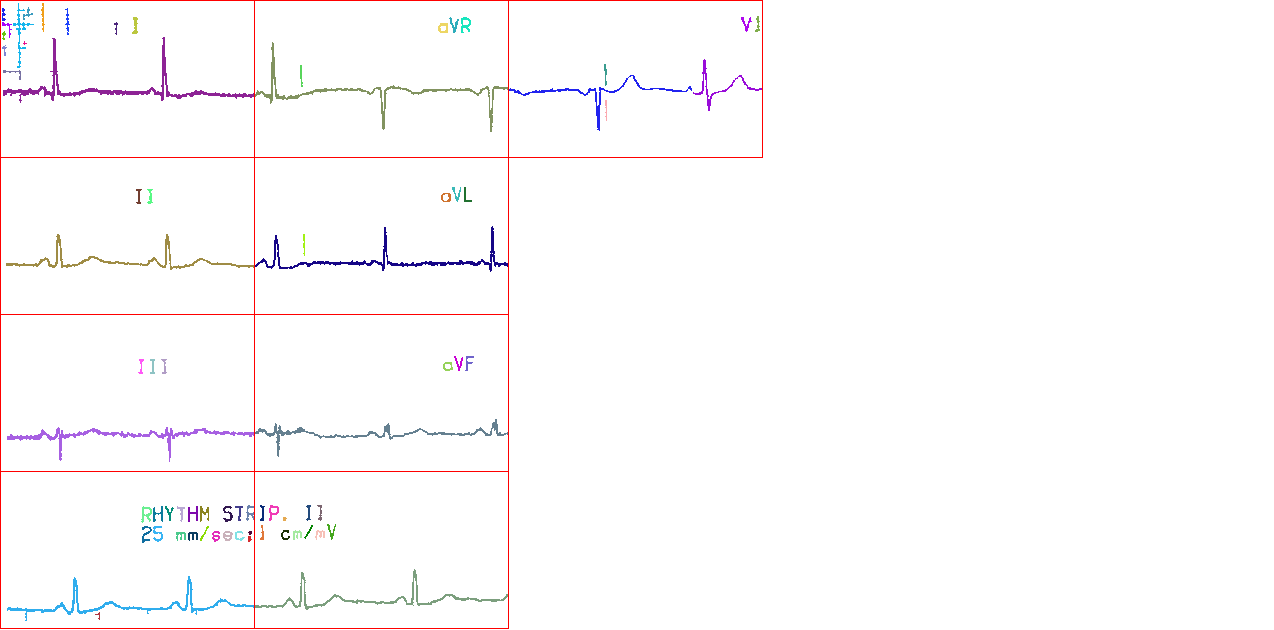 I aVR V1
II aVL
III aVF
RHYTHM STRIP. II
25 mm/sec;1 cm/mV